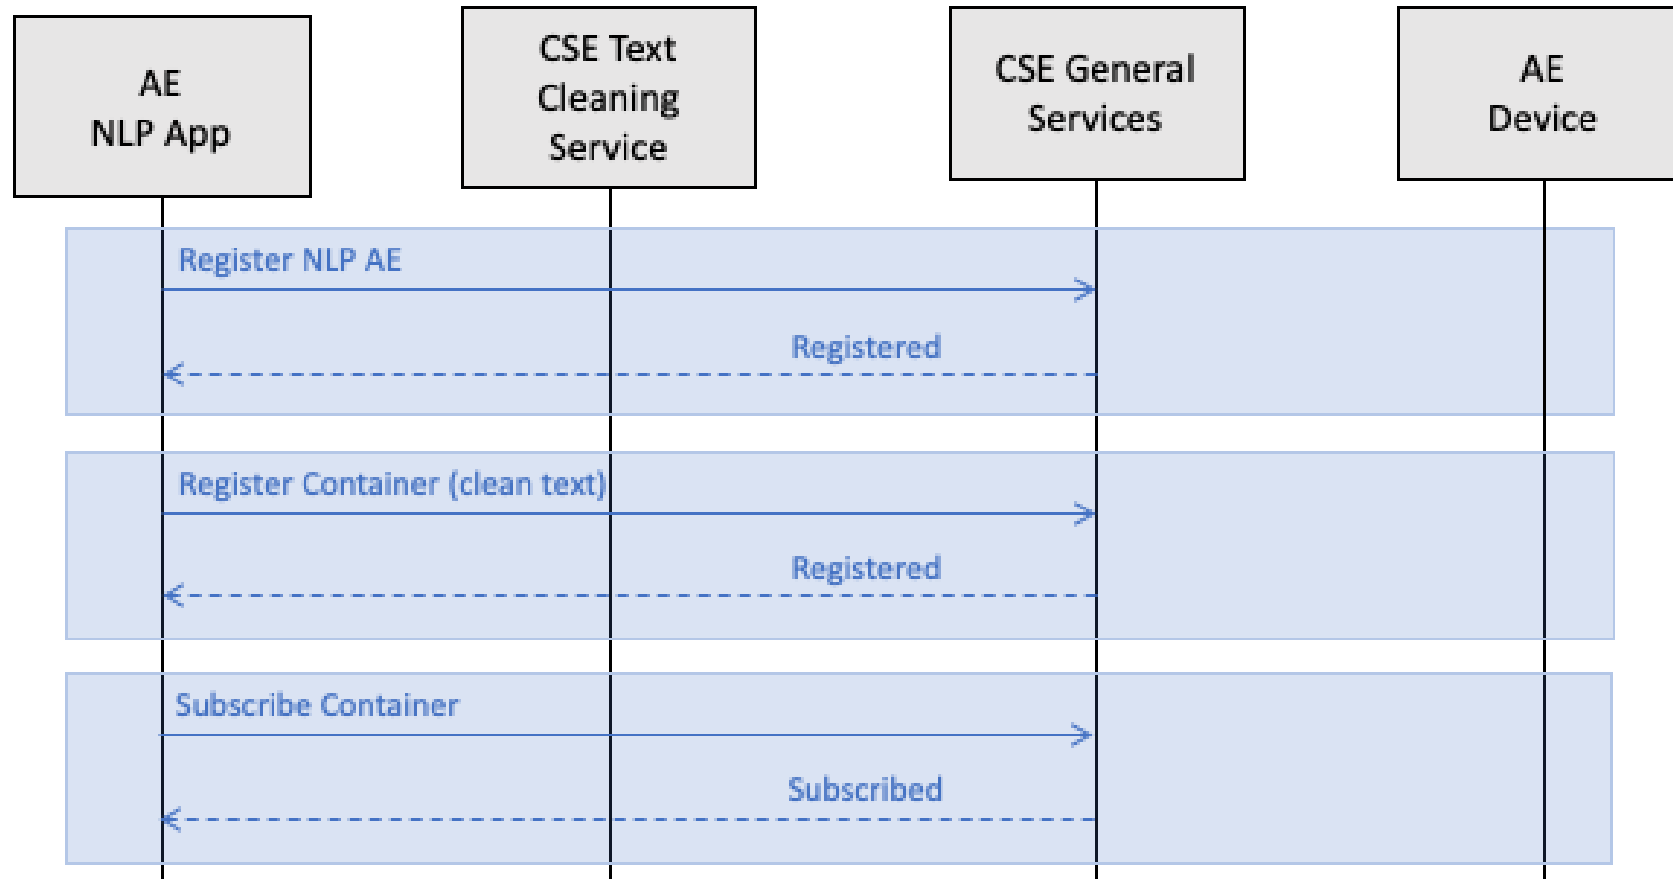 AE
NLP App
CSE Text
Cleaning
Service
CSE General
Services
AE
Device
Register NLP AE
Registered
Register Container (clean text)
Registered
Subscribe Container
Subscribed